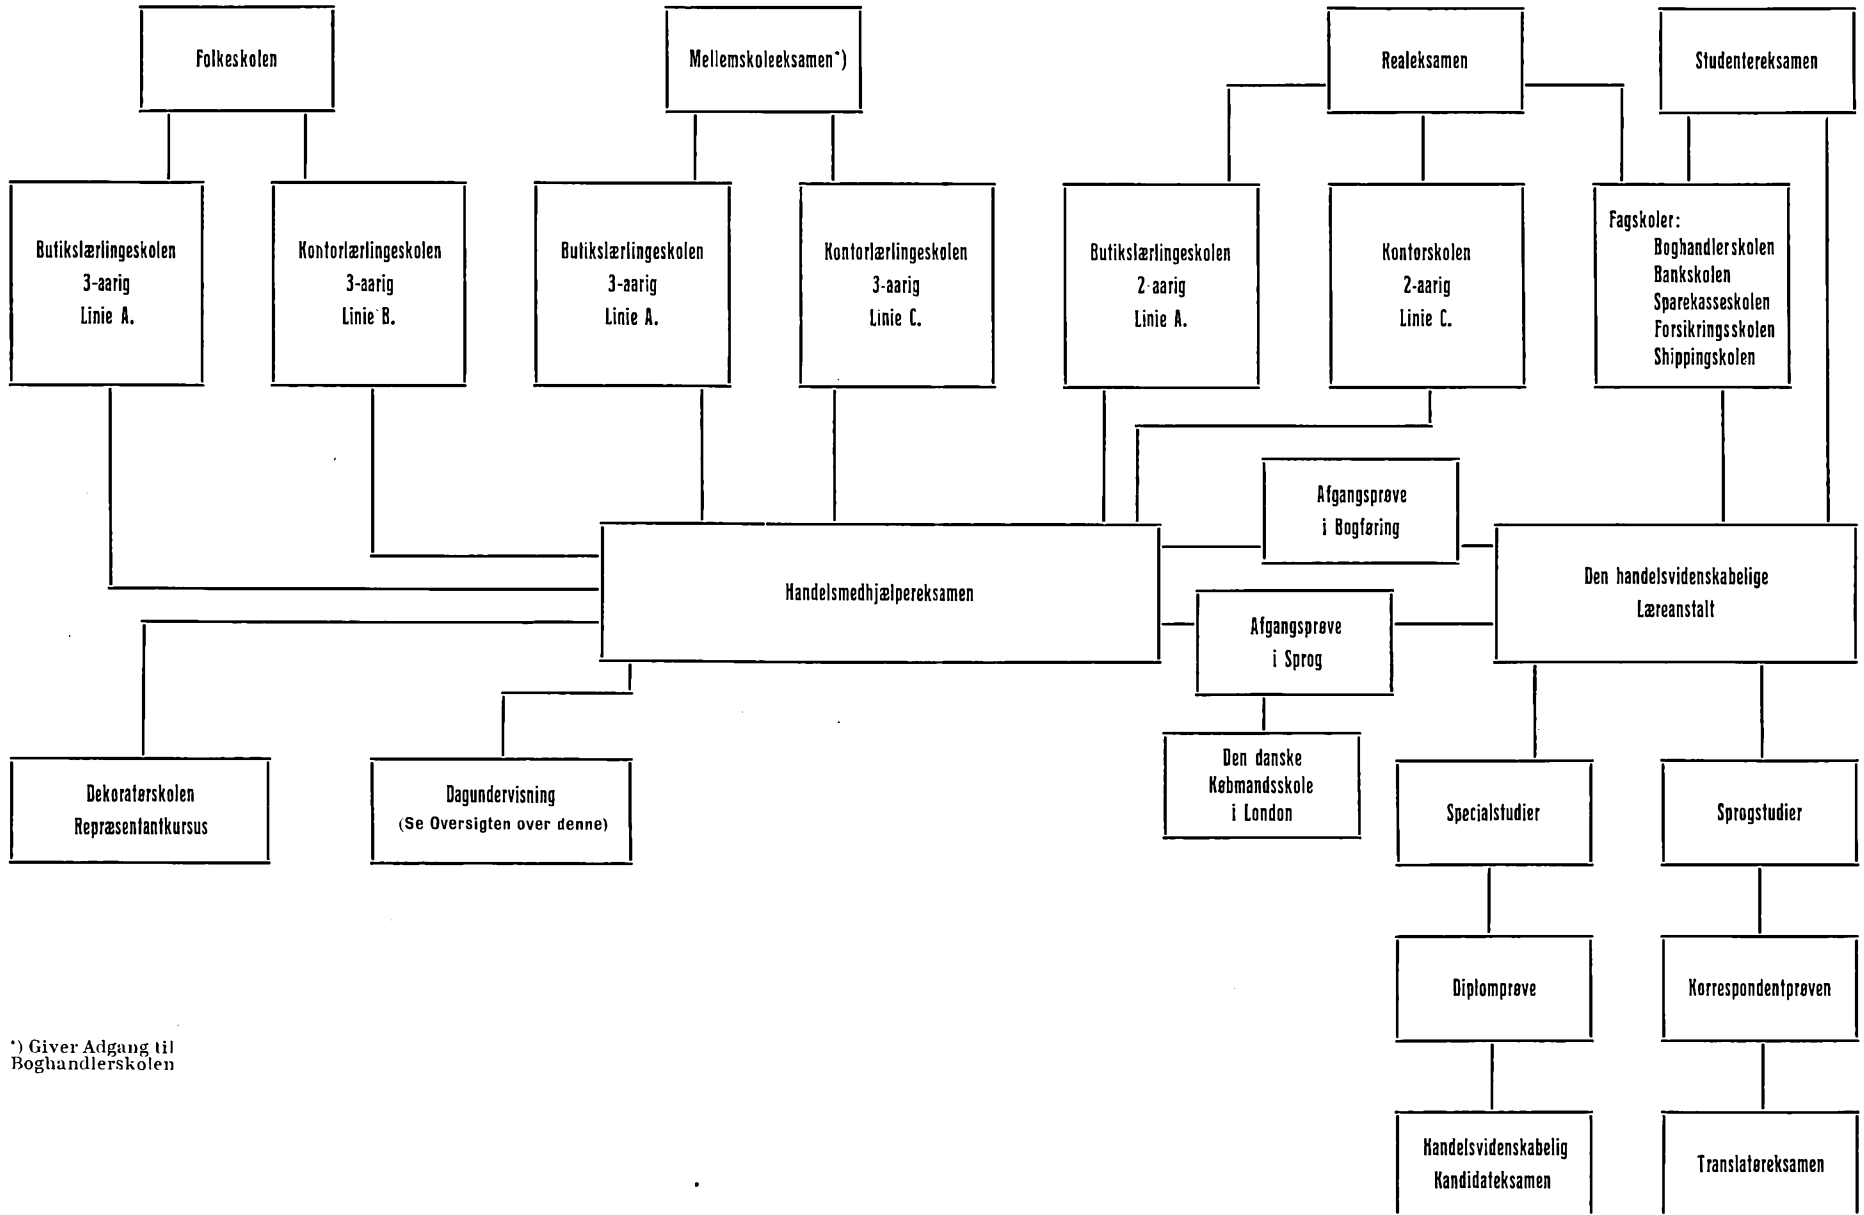 Folkeskolen
Mellemskoleeksamen*)
Realeksamen
Studentereksamen
Butikslærlingeskolen
3-aarig
Linie A.
Kontorlærlingeskolen
3-aarig
Linie B.
Butikslærlingeskolen
3-aarig
Linie A.
Kontorlærlingeskolen
3-aarig
Linie C.
Butikslærlingeskolen
2-aarig
Linie A.
Kontorskolen
2-aarig
Linie C.
Fagskoler:
Boghandlerskolen
Bankskolen
Sparekasseskolen
Forsikringsskolen
Shippingskolen
Afgangsprøve
i Bogføring
Handelsmedhjælpereksamen
Den handelsvidenskabelige
Læreanstalt
Afgangsprøve
i Sprog
Dekoratørskolen
Repræsentantkursus
Dagundervisning
(Se Oversigten over denne)
Den danske
Købmandsskole
i London
Specialstudier
Sprogstudier
Diplomprøve
Korrespondentprøven
*) Giver Adgang til
Boghandlerskolen
Handelsvidenskabelig
Kandidateksamen
Translatøreksamen